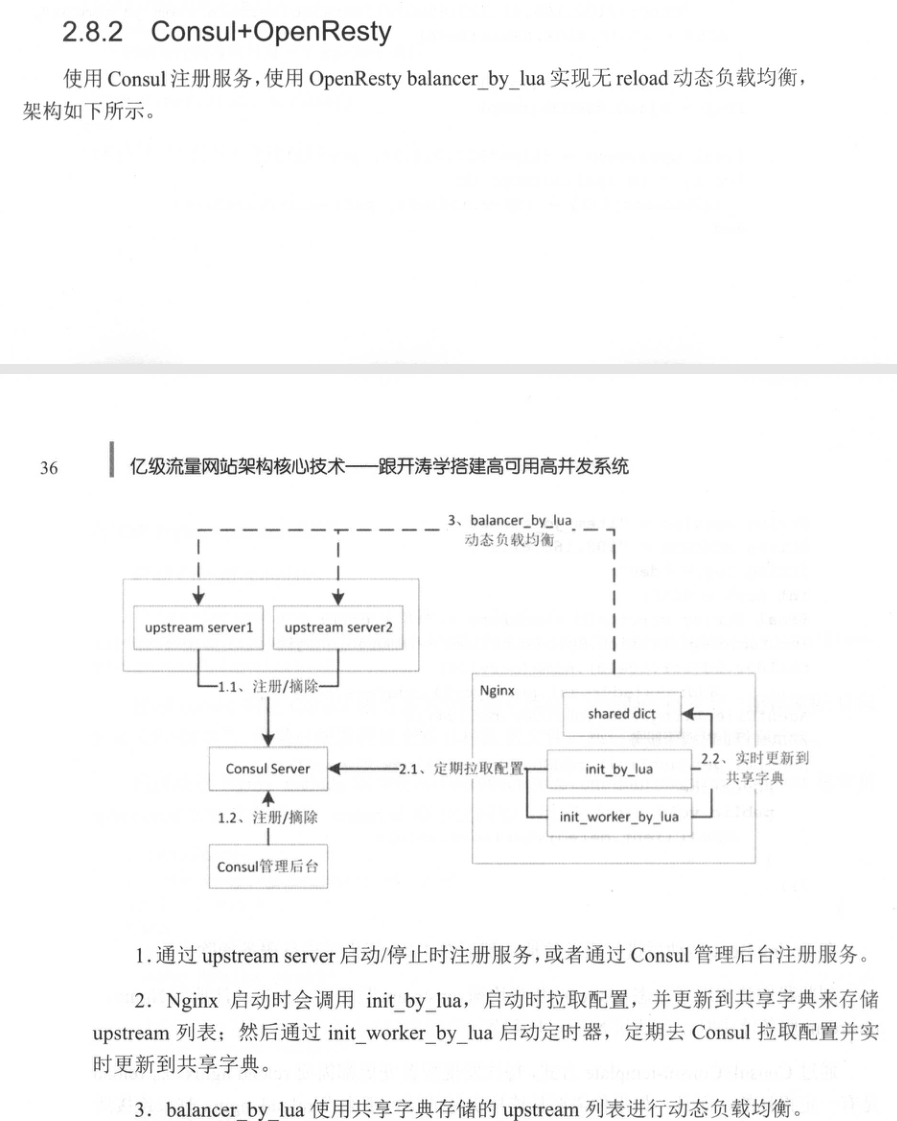 2.8.2 Consul+OpenResty
使用 Consul 注册服务，使用 OpenResty balancer_by_lua 实现无 reload 动态负载均衡，
架构如下所示。
36
亿级流量网站架构核心技术——跟开涛学搭建高可用高并发系统
3、balancer_by_lua
动态负载均衡
upstream server1
upstream server2
1.1、注册/摘除
Nginx
shared dict
Consul Server
2.1、定期拉取配置
init_by_lua
2.2、实时更新到
共享字典
1.2、注册/摘除
init_worker_by_lua
Consul管理后台
1. 通过 upstream server 启动/停止时注册服务，或者通过 Consul 管理后台注册服务。
2．Nginx 启动时会调用 init_by_lua，启动时拉取配置，并更新到共享字典来存储
upstream 列表；然后通过 init_worker_by_lua 启动定时器，定期去 Consul 拉取配置并实
时更新到共享字典。
3．balancer_by_lua 使用共享字典存储的 upstream 列表进行动态负载均衡。